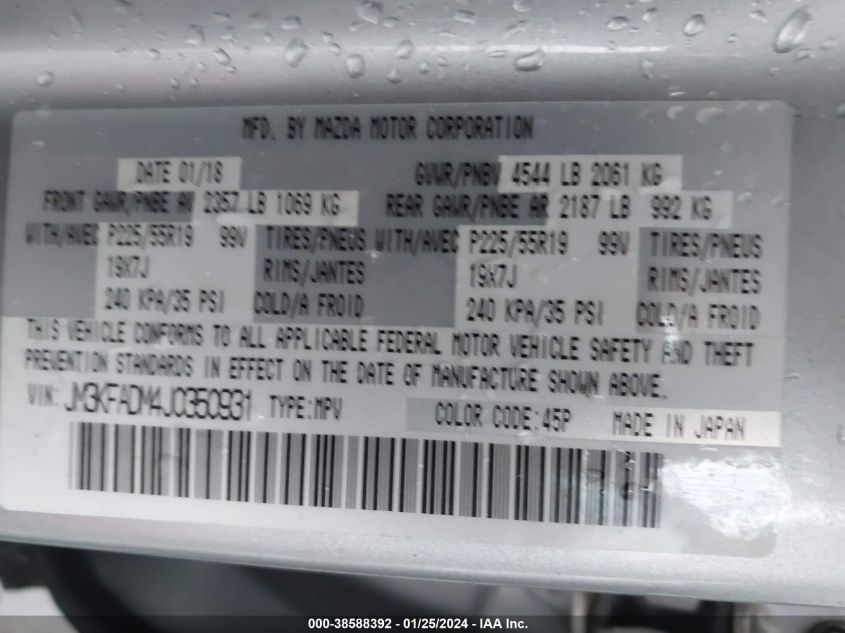 MFD. BY MAZDA MOTOR CORPORATION
DATE 01/18 GVWR/PNBV 4544 LB 2061 KG
FRONT GAWR/PNBE AV 2357 LB 1069 KG REAR GAWR/PNBE AR 2187 LB 992 KG
WITH/AVEC P225/55R19 99V TIRES/PNEUS WITH/AVEC P225/55R19 99V TIRES/PNEUS
19X7J RIMS/JANTES 19X7J RIMS/JANTES
240 KPA/35 PSI COLD/A FROID 240 KPA/35 PSI COLD/A FROID
THIS VEHICLE CONFORMS TO ALL APPLICABLE FEDERAL MOTOR VEHICLE SAFETY AND THEFT
PREVENTION STANDARDS IN EFFECT ON THE DATE OF MANUFACTURE SHOWN ABOVE.
VIN: JM3KFADM4J0350931 TYPE:MPV COLOR CODE:45P MADE IN JAPAN
000-38588392 - 01/25/2024 - IAA Inc.